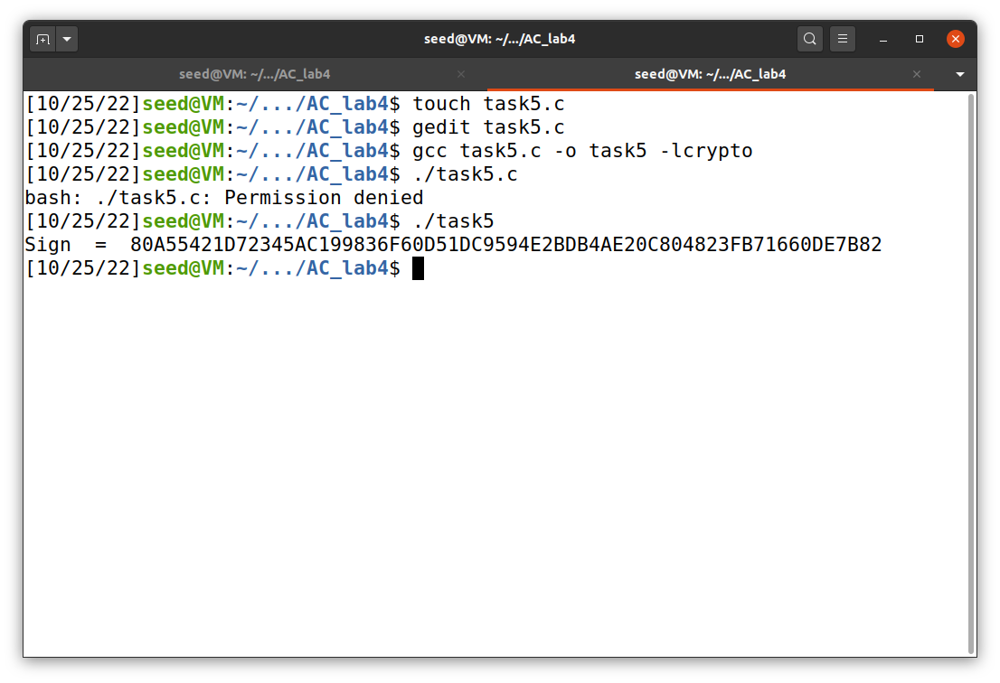 seed@VM: ~/.../AC_lab4
seed@VM: ~/.../AC_lab4 seed@VM: ~/.../AC_lab4
[10/25/22]seed@VM:~/.../AC_lab4$ touch task5.c
[10/25/22]seed@VM:~/.../AC_lab4$ gedit task5.c
[10/25/22]seed@VM:~/.../AC_lab4$ gcc task5.c -o task5 -lcrypto
[10/25/22]seed@VM:~/.../AC_lab4$ ./task5.c
bash: ./task5.c: Permission denied
[10/25/22]seed@VM:~/.../AC_lab4$ ./task5
Sign  =  80A55421D72345AC199836F60D51DC9594E2BDB4AE20C804823FB71660DE7B82
[10/25/22]seed@VM:~/.../AC_lab4$